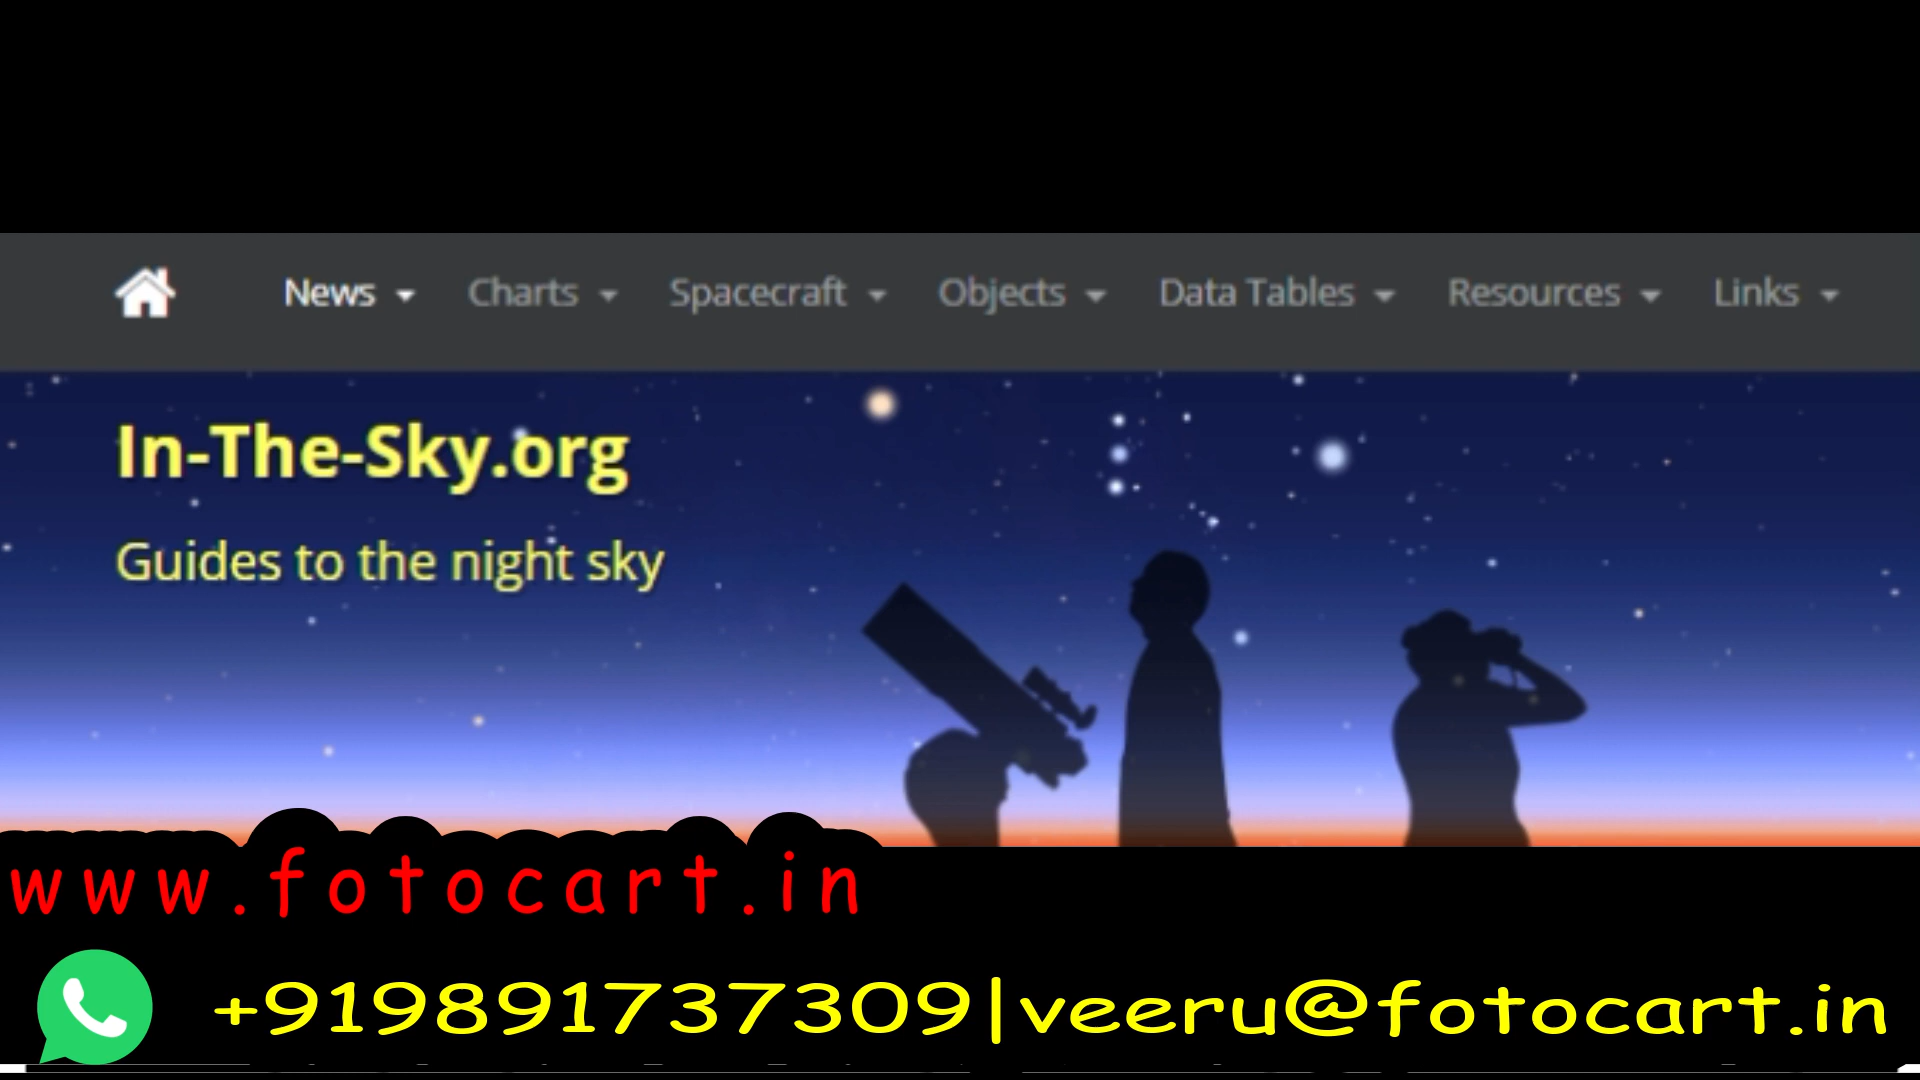 News Charts Spacecraft Objects Data Tables Resources Links
In-The-Sky.org
Guides to the night sky
www.fotocart.in
+919891737309|veeru@fotocart.in